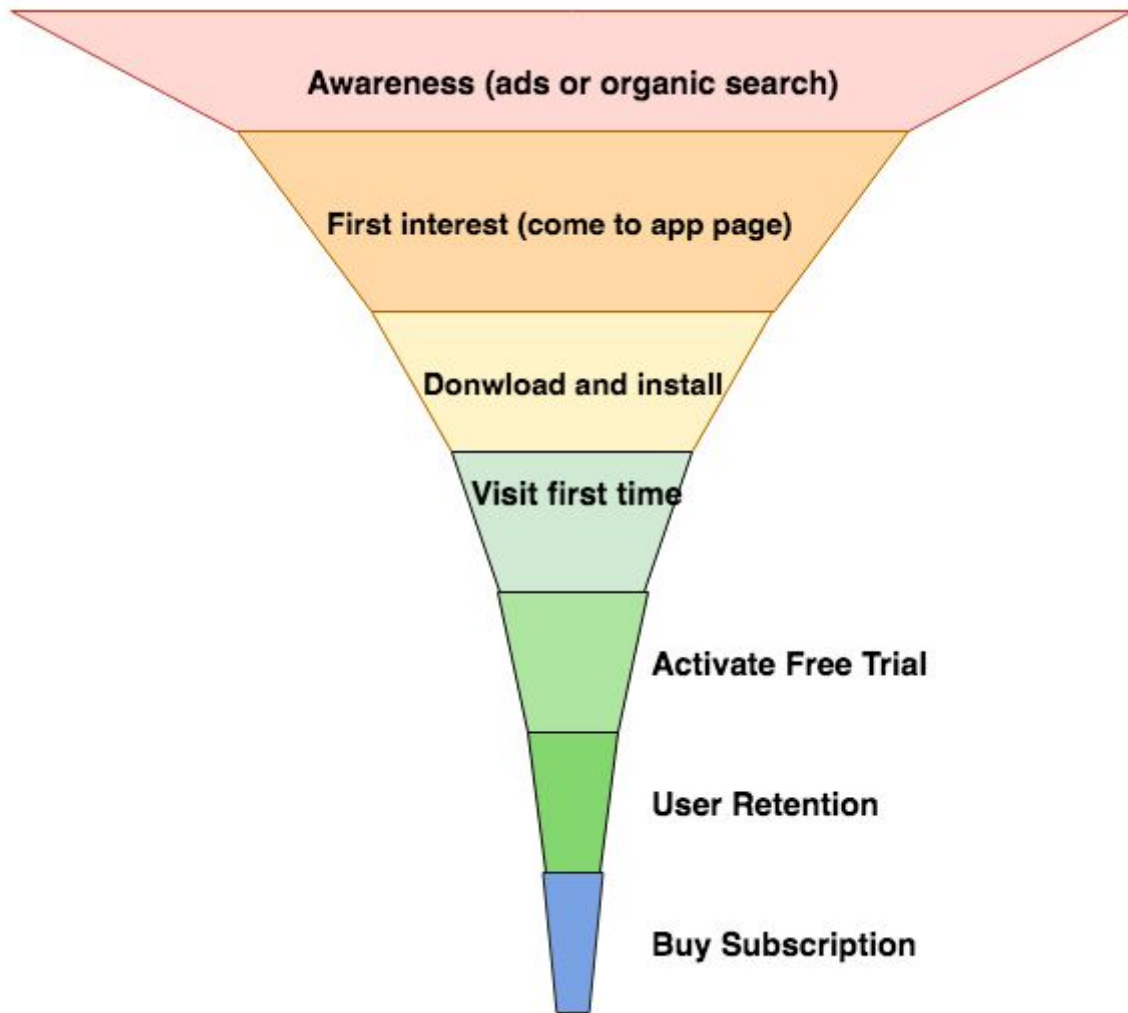 Awareness (ads or organic search)
First interest (come to app page)
Donwload and install
Visit first time
Activate Free Trial
User Retention
Buy Subscription